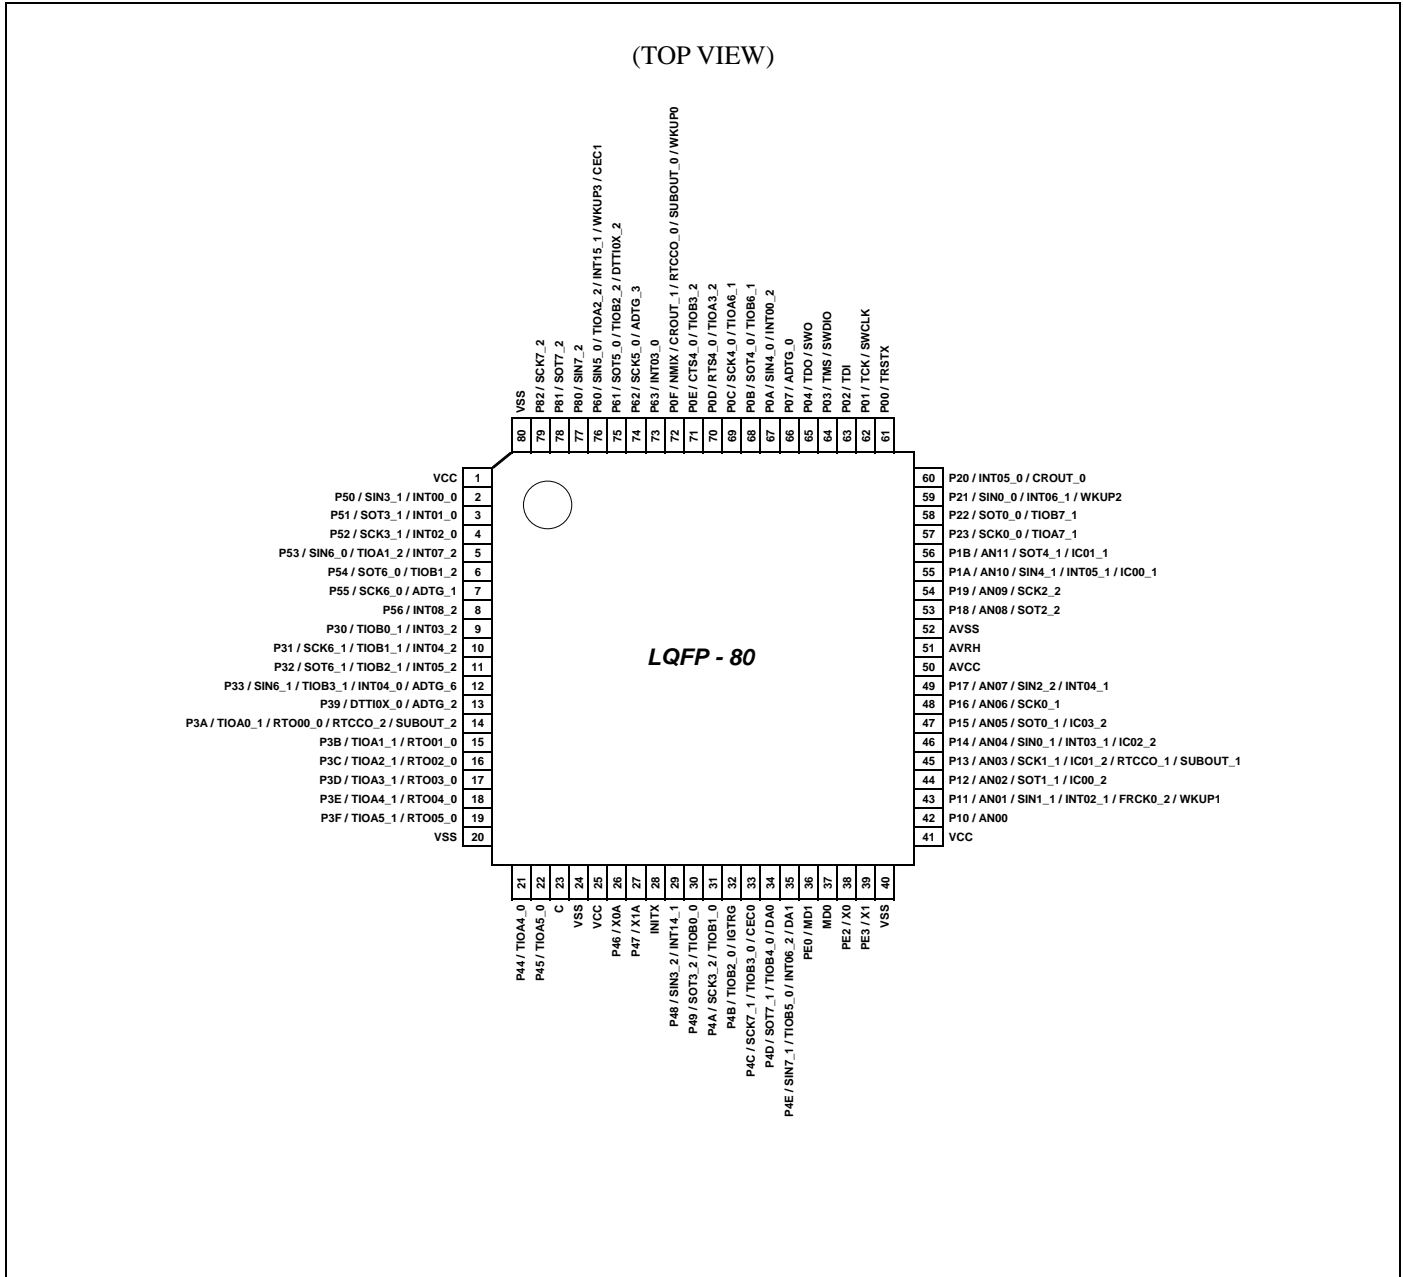 (TOP VIEW)
VSS
P82 / SCK7_2
P81 / SOT7_2
P80 / SIN7_2
P60 / SIN5_0 / TIOA2_2 / INT15_1 / WKUP3 / CEC1
P61 / SOT5_0 / TIOB2_2 / DTTI0X_2
P62 / SCK5_0 / ADTG_3
P63 / INT03_0
P0F / NMIX / CROUT_1 / RTCCO_0 / SUBOUT_0 / WKUP0
P0E / CTS4_0 / TIOB3_2
P0D / RTS4_0 / TIOA3_2
P0C / SCK4_0 / TIOA6_1
P0B / SOT4_0 / TIOB6_1
P0A / SIN4_0 / INT00_2
P07 / ADTG_0
P04 / TDO / SWO
P03 / TMS / SWDIO
P02 / TDI
P01 / TCK / SWCLK
P00 / TRSTX
80 79 78 77 76 75 74 73 72 71 70 69 68 67 66 65 64 63 62 61
VCC 1
P50 / SIN3_1 / INT00_0 2
P51 / SOT3_1 / INT01_0 3
P52 / SCK3_1 / INT02_0 4
P53 / SIN6_0 / TIOA1_2 / INT07_2 5
P54 / SOT6_0 / TIOB1_2 6
P55 / SCK6_0 / ADTG_1 7
P56 / INT08_2 8
P30 / TIOB0_1 / INT03_2 9
P31 / SCK6_1 / TIOB1_1 / INT04_2 10
P32 / SOT6_1 / TIOB2_1 / INT05_2 11
P33 / SIN6_1 / TIOB3_1 / INT04_0 / ADTG_6 12
P39 / DTTI0X_0 / ADTG_2 13
P3A / TIOA0_1 / RTO00_0 / RTCCO_2 / SUBOUT_2 14
P3B / TIOA1_1 / RTO01_0 15
P3C / TIOA2_1 / RTO02_0 16
P3D / TIOA3_1 / RTO03_0 17
P3E / TIOA4_1 / RTO04_0 18
P3F / TIOA5_1 / RTO05_0 19
VSS 20
LQFP - 80
60 P20 / INT05_0 / CROUT_0
59 P21 / SIN0_0 / INT06_1 / WKUP2
58 P22 / SOT0_0 / TIOB7_1
57 P23 / SCK0_0 / TIOA7_1
56 P1B / AN11 / SOT4_1 / IC01_1
55 P1A / AN10 / SIN4_1 / INT05_1 / IC00_1
54 P19 / AN09 / SCK2_2
53 P18 / AN08 / SOT2_2
52 AVSS
51 AVRH
50 AVCC
49 P17 / AN07 / SIN2_2 / INT04_1
48 P16 / AN06 / SCK0_1
47 P15 / AN05 / SOT0_1 / IC03_2
46 P14 / AN04 / SIN0_1 / INT03_1 / IC02_2
45 P13 / AN03 / SCK1_1 / IC01_2 / RTCCO_1 / SUBOUT_1
44 P12 / AN02 / SOT1_1 / IC00_2
43 P11 / AN01 / SIN1_1 / INT02_1 / FRCK0_2 / WKUP1
42 P10 / AN00
41 VCC
21 22 23 24 25 26 27 28 29 30 31 32 33 34 35 36 37 38 39 40
P44 / TIOA4_0
P45 / TIOA5_0
C
VSS
VCC
P46 / X0A
P47 / X1A
INITX
P48 / SIN3_2 / INT14_1
P49 / SOT3_2 / TIOB0_0
P4A / SCK3_2 / TIOB1_0
P4B / TIOB2_0 / IGTRG
P4C / SCK7_1 / TIOB3_0 / CEC0
P4D / SOT7_1 / TIOB4_0 / DA0
P4E / SIN7_1 / TIOB5_0 / INT06_2 / DA1
PE0 / MD1
MD0
PE2 / X0
PE3 / X1
VSS